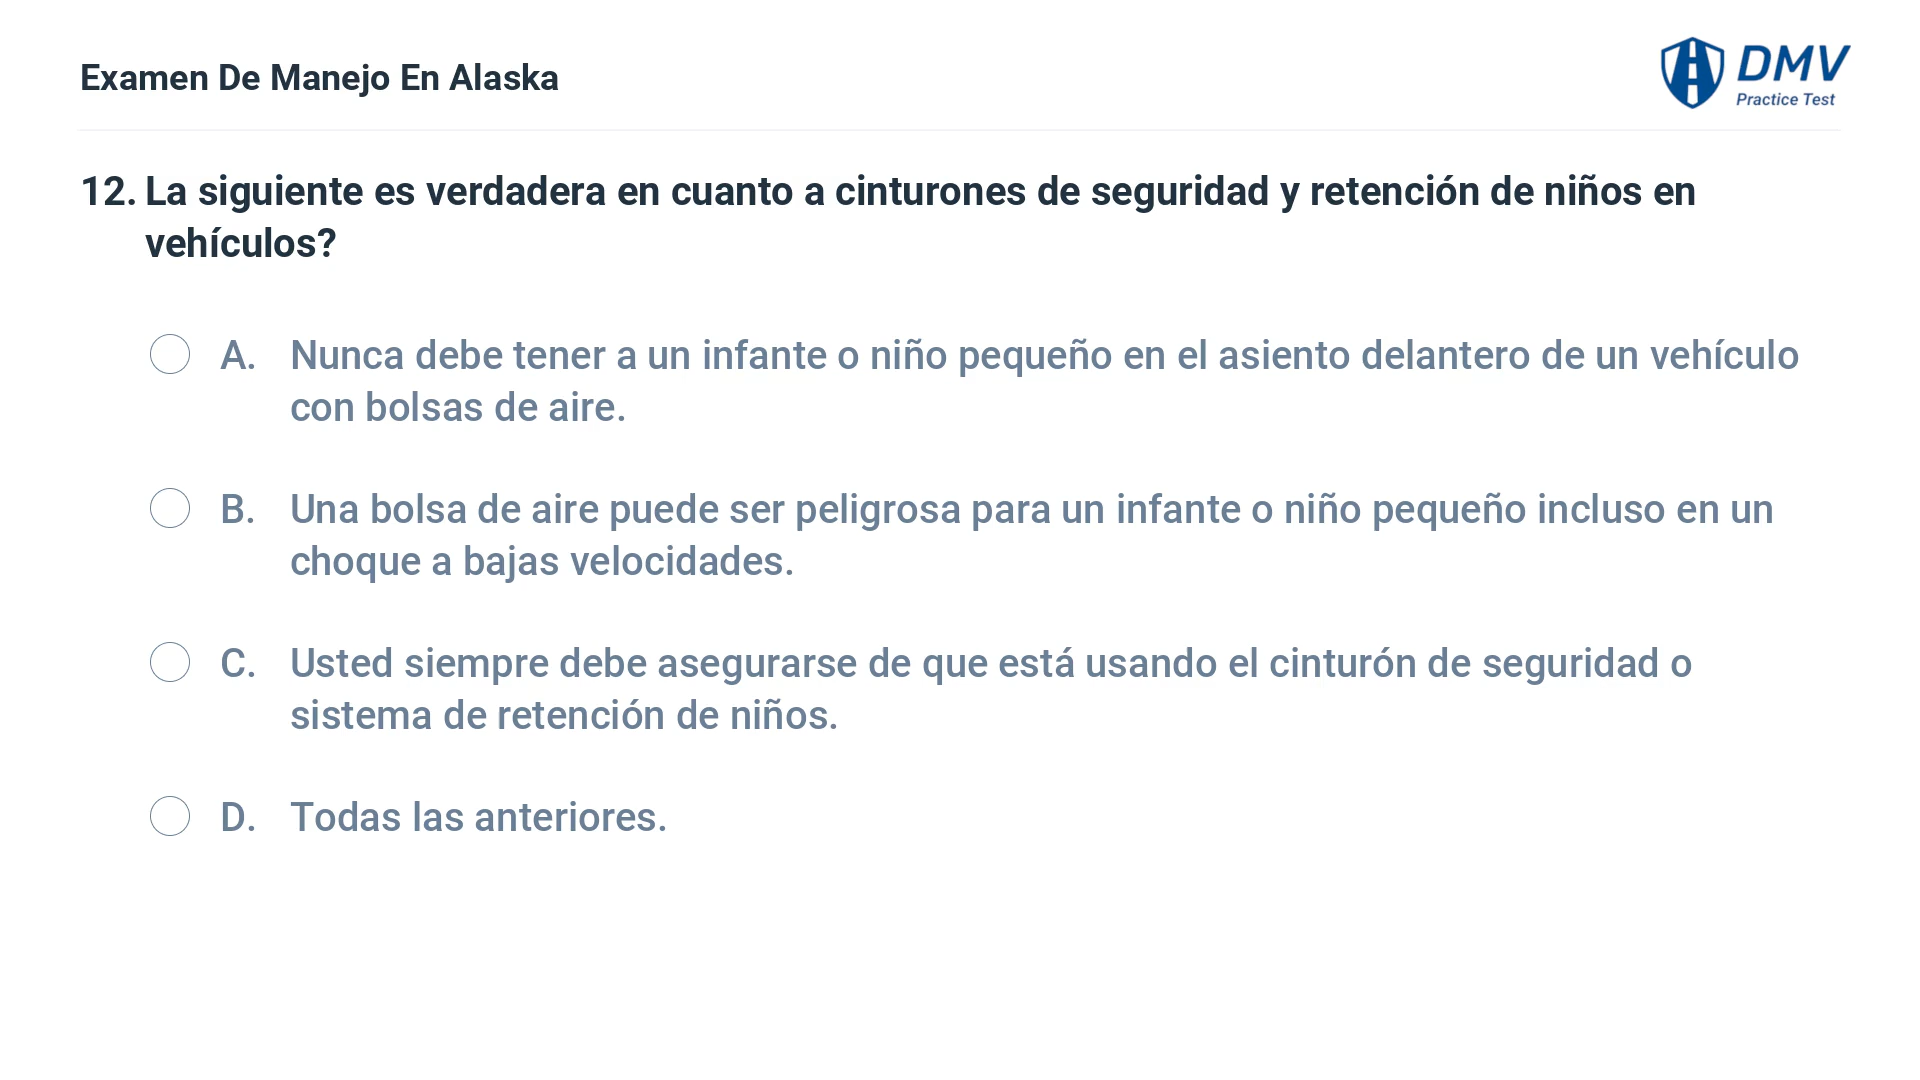 Examen De Manejo En Alaska
DMV
Practice Test
12. La siguiente es verdadera en cuanto a cinturones de seguridad y retención de niños en
vehículos?
A. Nunca debe tener a un infante o niño pequeño en el asiento delantero de un vehículo
con bolsas de aire.
B. Una bolsa de aire puede ser peligrosa para un infante o niño pequeño incluso en un
choque a bajas velocidades.
C. Usted siempre debe asegurarse de que está usando el cinturón de seguridad o
sistema de retención de niños.
D. Todas las anteriores.